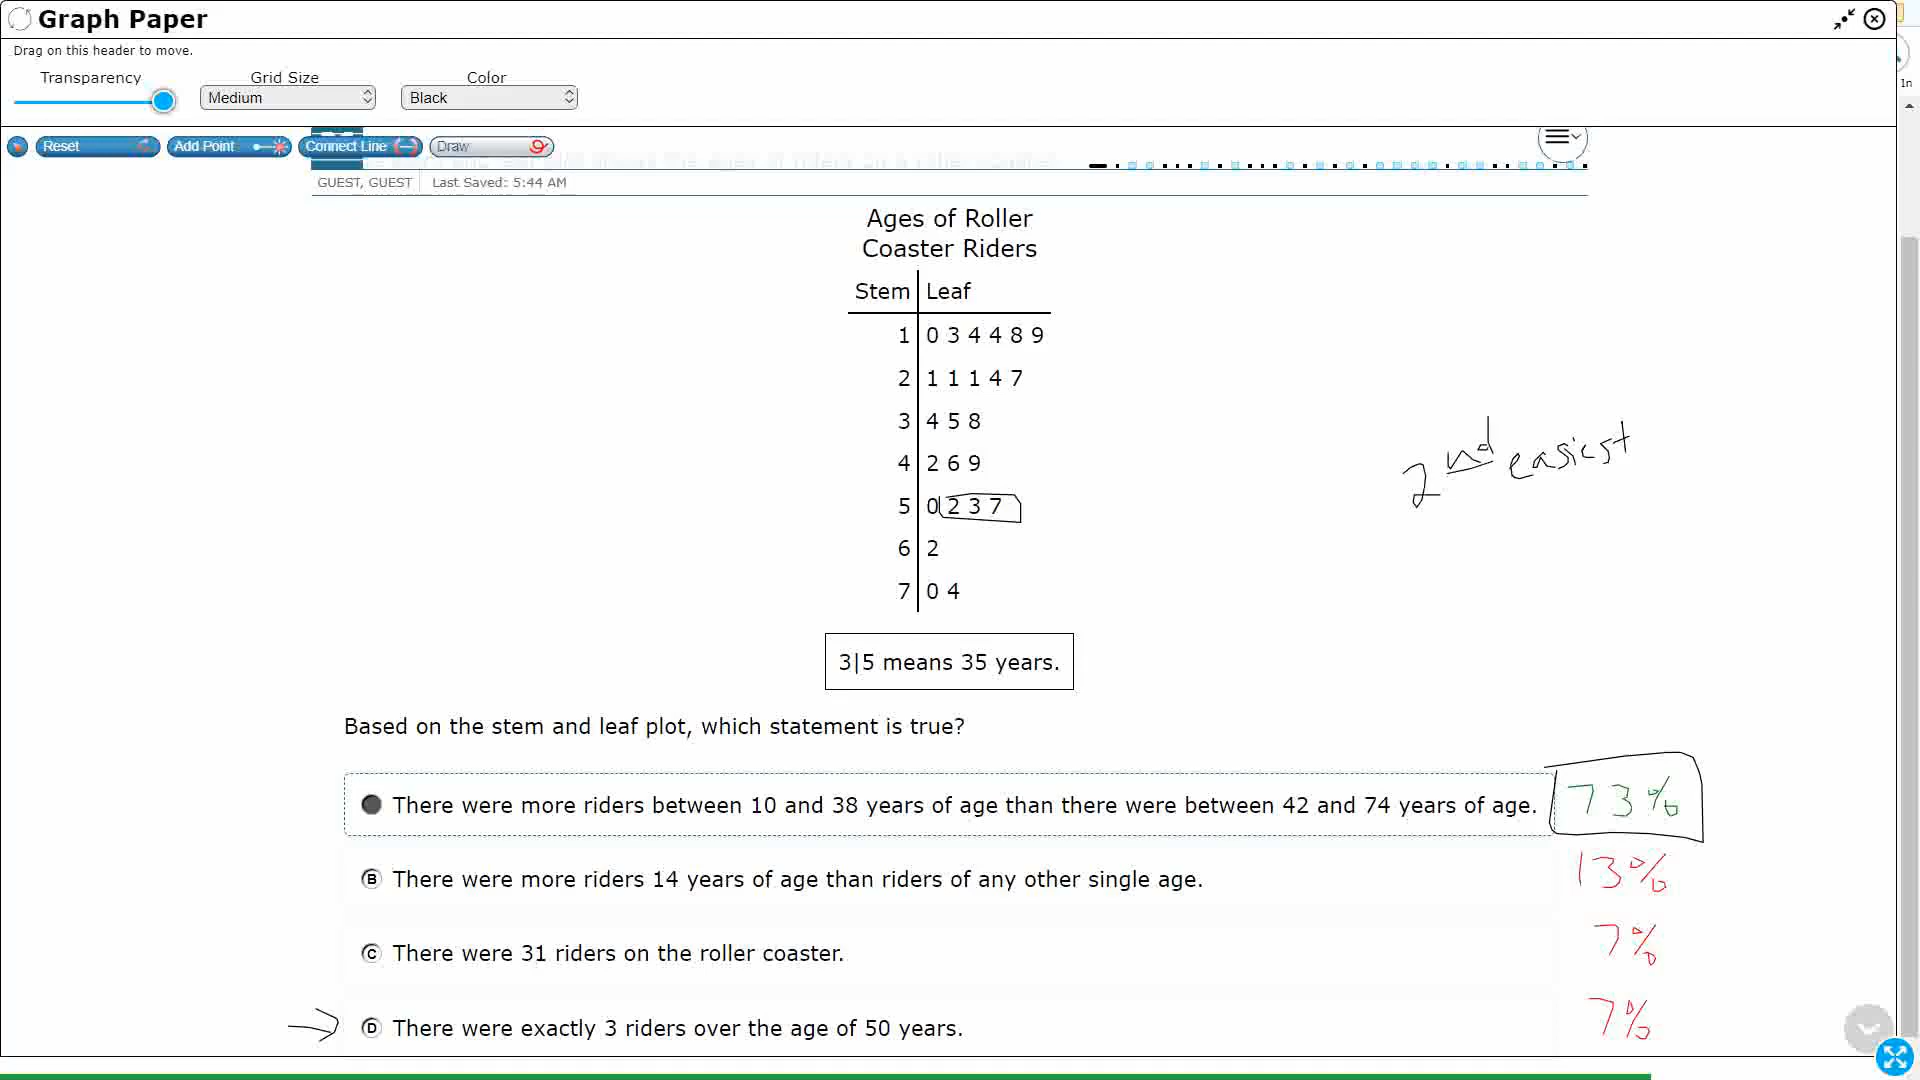 Graph Paper
Drag on this header to move.
Transparency Grid Size Color
Medium Black
Reset Add Point Connect Line Draw
GUEST, GUEST Last Saved: 5:44 AM
In
Ages of Roller
Coaster Riders
Stem Leaf
1 0 3 4 4 8 9
2 1 1 1 4 7
3 4 5 8
4 2 6 9
5 0 2 3 7
6 2
7 0 4
2nd easiest
3|5 means 35 years.
Based on the stem and leaf plot, which statement is true?
There were more riders between 10 and 38 years of age than there were between 42 and 74 years of age. 73%
B There were more riders 14 years of age than riders of any other single age. 13%
C There were 31 riders on the roller coaster. 7%
D There were exactly 3 riders over the age of 50 years. 7%